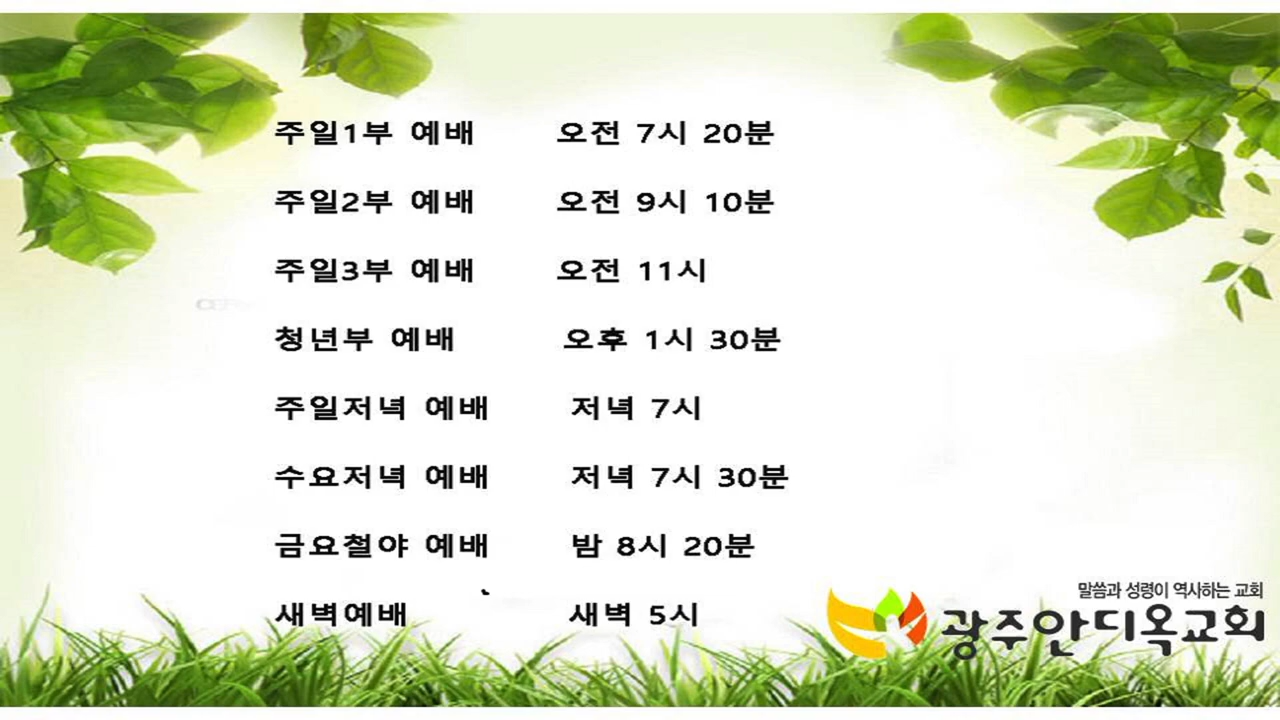 주일1부 예배 오전 7시 20분
주일2부 예배 오전 9시 10분
주일3부 예배 오전 11시
청년부 예배 오후 1시 30분
주일저녁 예배 저녁 7시
수요저녁 예배 저녁 7시 30분
금요철야 예배 밤 8시 20분
새벽예배 새벽 5시
말씀과 성령이 역사하는 교회
광주안디옥교회